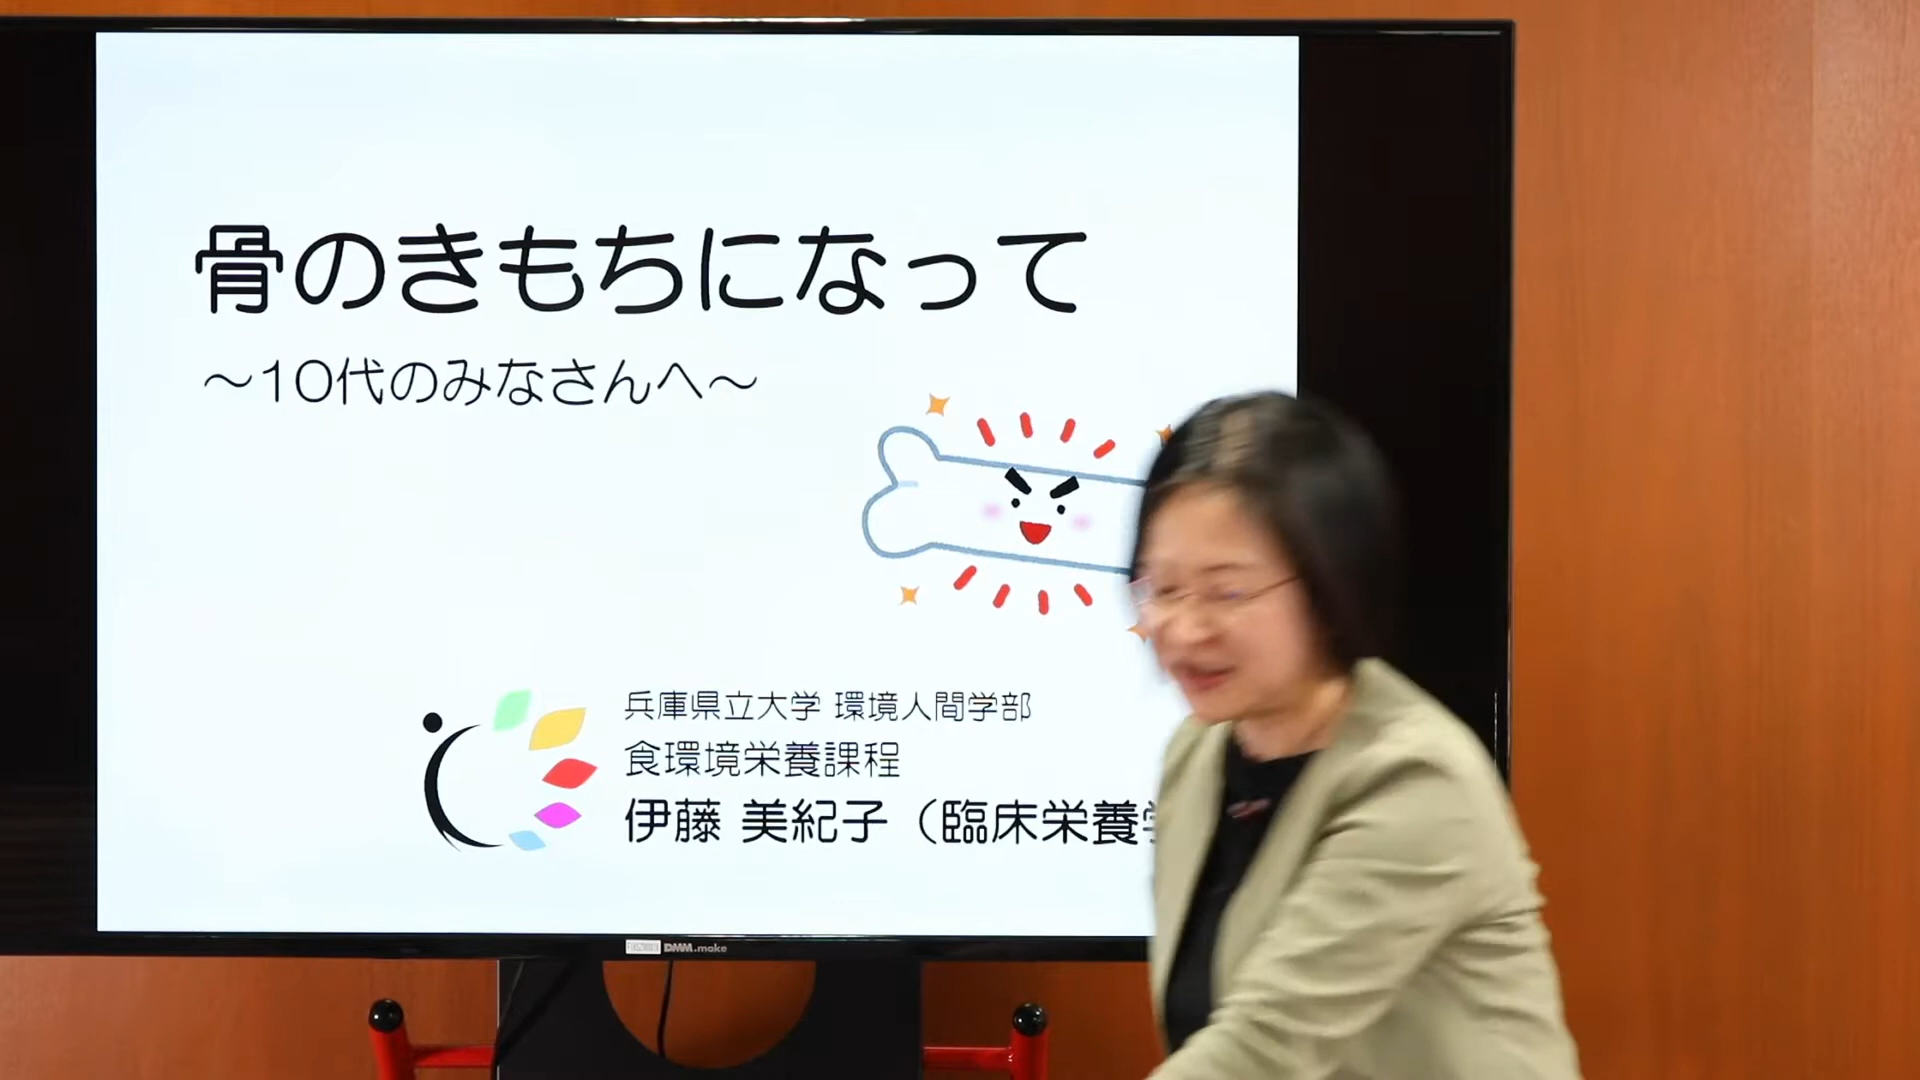 骨のきもちになって
～10代のみなさんへ～
兵庫県立大学 環境人間学部
食環境栄養課程
伊藤 美紀子（臨床栄養
DMM.make